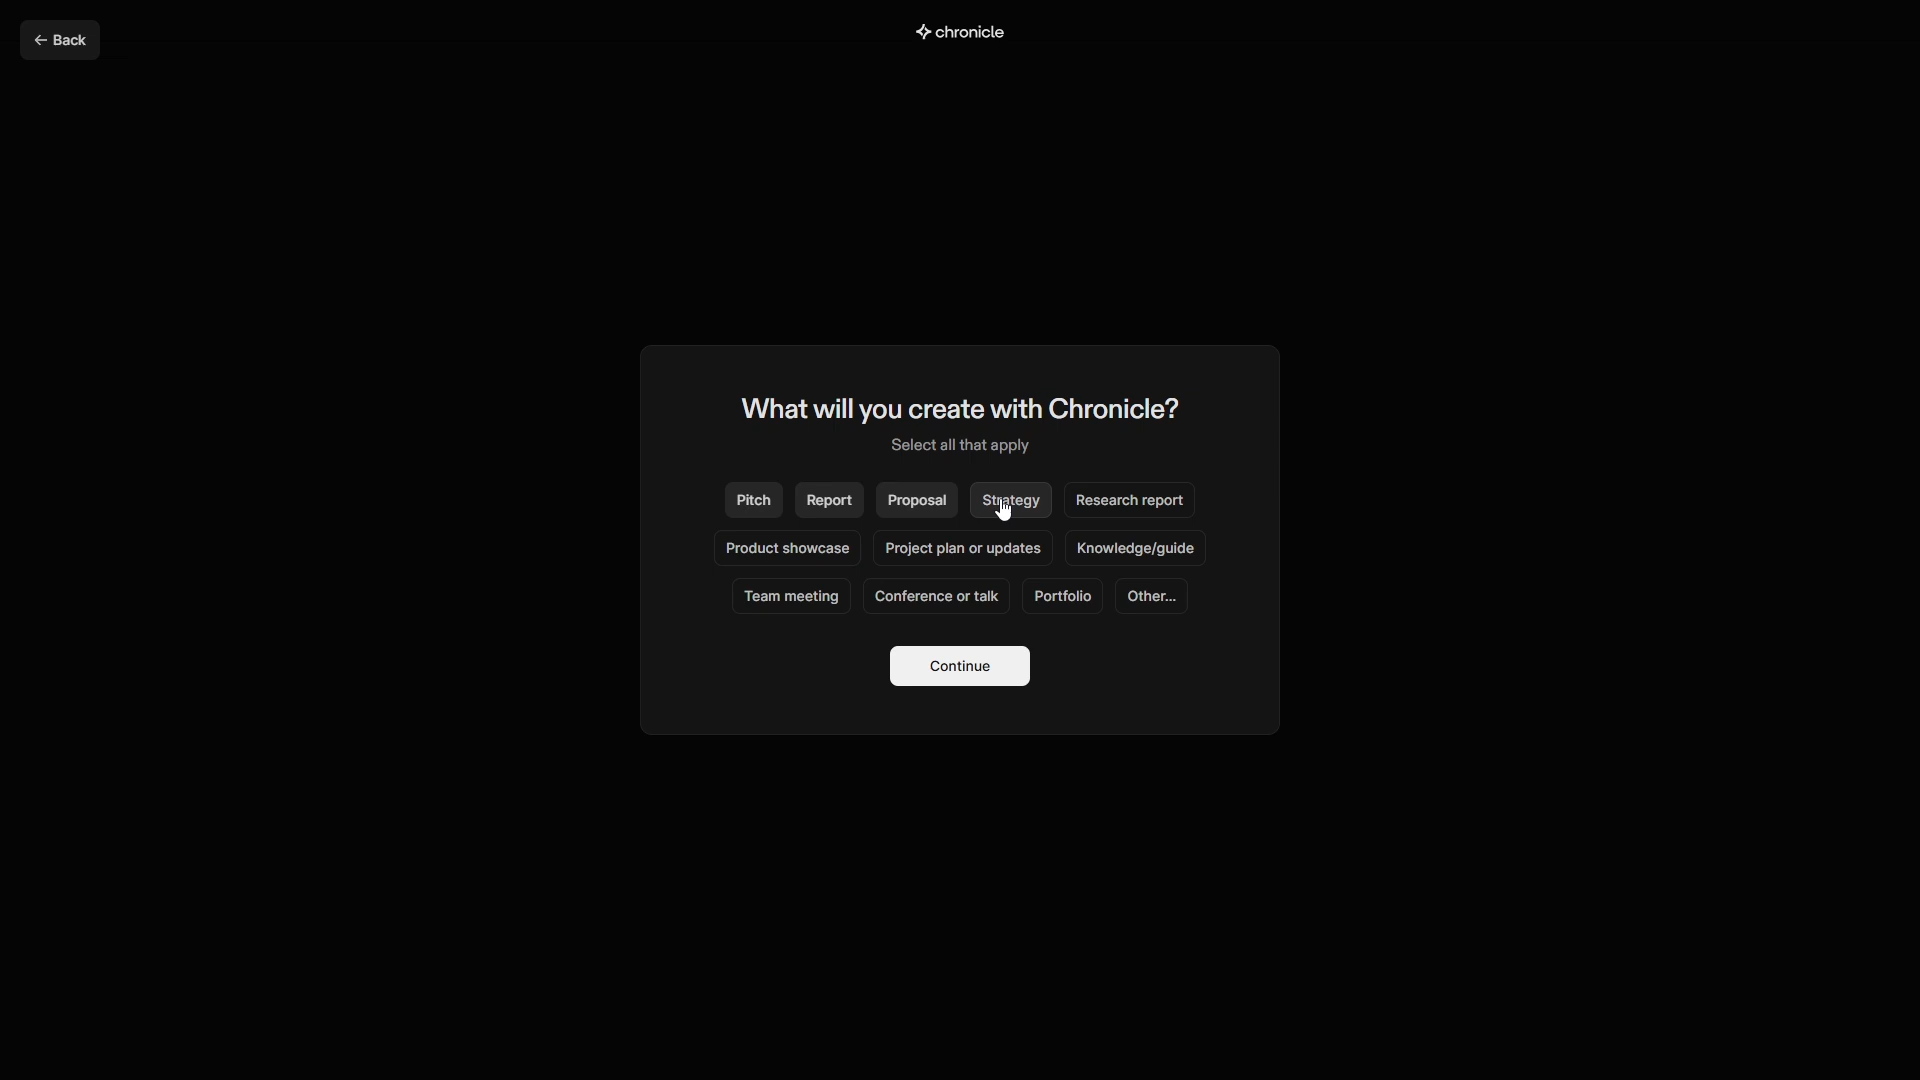 ← Back
chronicle
What will you create with Chronicle?
Select all that apply
Pitch Report Proposal Strategy Research report
Product showcase Project plan or updates Knowledge/guide
Team meeting Conference or talk Portfolio Other...
Continue